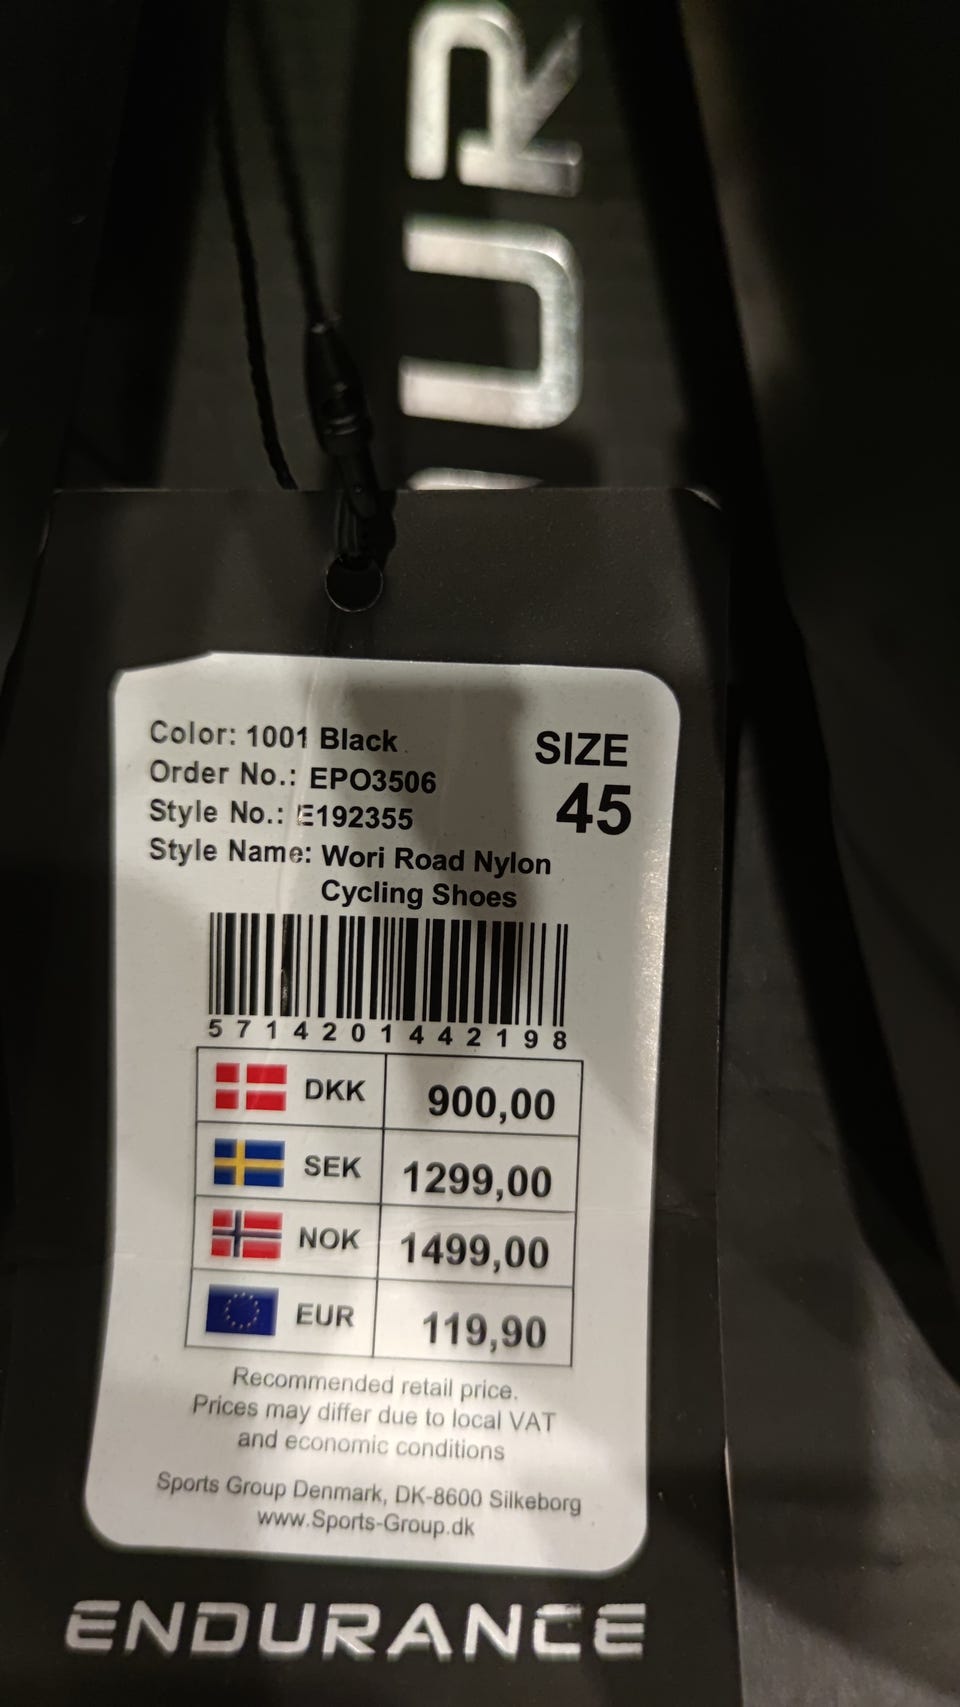 UR
Color: 1001 Black
Order No.: EPO3506
Style No.: E192355
Style Name: Wori Road Nylon
Cycling Shoes
SIZE
45
5714201442198
DKK 900,00
SEK 1299,00
NOK 1499,00
EUR 119,90
Recommended retail price.
Prices may differ due to local VAT
and economic conditions
Sports Group Denmark, DK-8600 Silkeborg
www.Sports-Group.dk
ENDURANCE